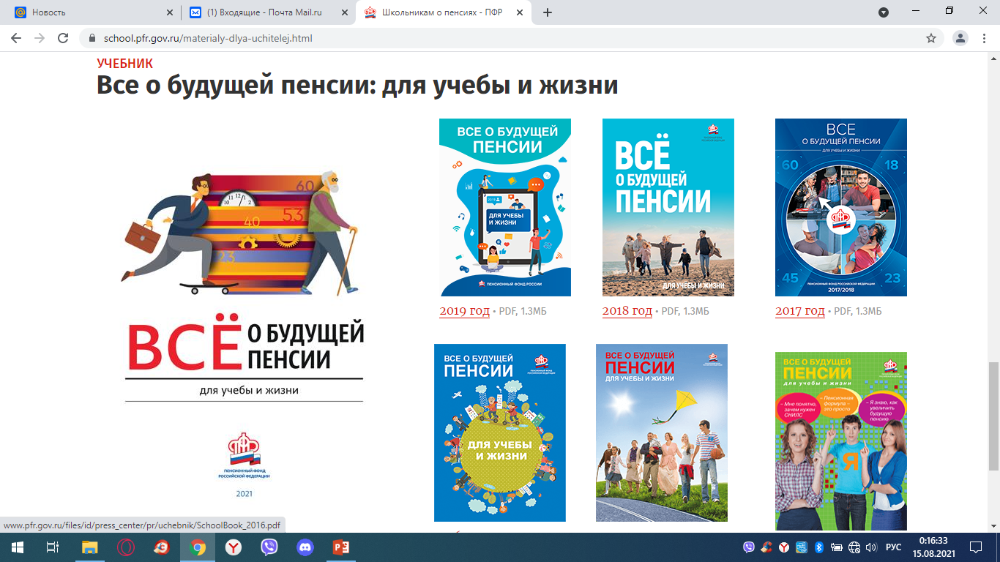 Новость
(1) Входящие - Почта Mail.ru
Школьникам о пенсиях - ПФР
school.pfr.gov.ru/materialy-dlya-uchitelej.html
УЧЕБНИК
Все о будущей пенсии: для учебы и жизни
60
53
40
23
11 12 1
10 2
ВСЁ О БУДУЩЕЙ
ПЕНСИИ
для учебы и жизни
ПЕНСИОННЫЙ ФОНД
РОССИЙСКОЙ ФЕДЕРАЦИИ
2021
ВСЕ О БУДУЩЕЙ
ПЕНСИИ
2019
ДЛЯ УЧЕБЫ
И ЖИЗНИ
ПЕНСИОННЫЙ ФОНД РОССИИ
2019 год • PDF, 1.3МБ
ВСЁ
О БУДУЩЕЙ
ПЕНСИИ
ДЛЯ УЧЕБЫ И ЖИЗНИ
2018 год • PDF, 1.3МБ
ВСЕ
О БУДУЩЕЙ ПЕНСИИ
ДЛЯ УЧЕБЫ И ЖИЗНИ
60 18
45 23
ПЕНСИОННЫЙ ФОНД РОССИЙСКОЙ ФЕДЕРАЦИИ
2017/2018
2017 год • PDF, 1.3МБ
ВСЕ О БУДУЩЕЙ
ПЕНСИИ
ПЕНСИОННЫЙ ФОНД
РОССИЙСКОЙ ФЕДЕРАЦИИ
ДЛЯ УЧЕБЫ
И ЖИЗНИ
ВСЕ О БУДУЩЕЙ
ПЕНСИИ
ДЛЯ УЧЕБЫ И ЖИЗНИ
ВСЕ О БУДУЩЕЙ
ПЕНСИИ
для учебы и жизни
– Мне понятно,
зачем нужен
СНИЛС
– Пенсионная
формула –
это просто
– Я знаю, как
увеличить
будущую
пенсию
Я
www.pfr.gov.ru/files/id/press_center/pr/uchebnik/SchoolBook_2016.pdf
РУС
0:16:33
15.08.2021